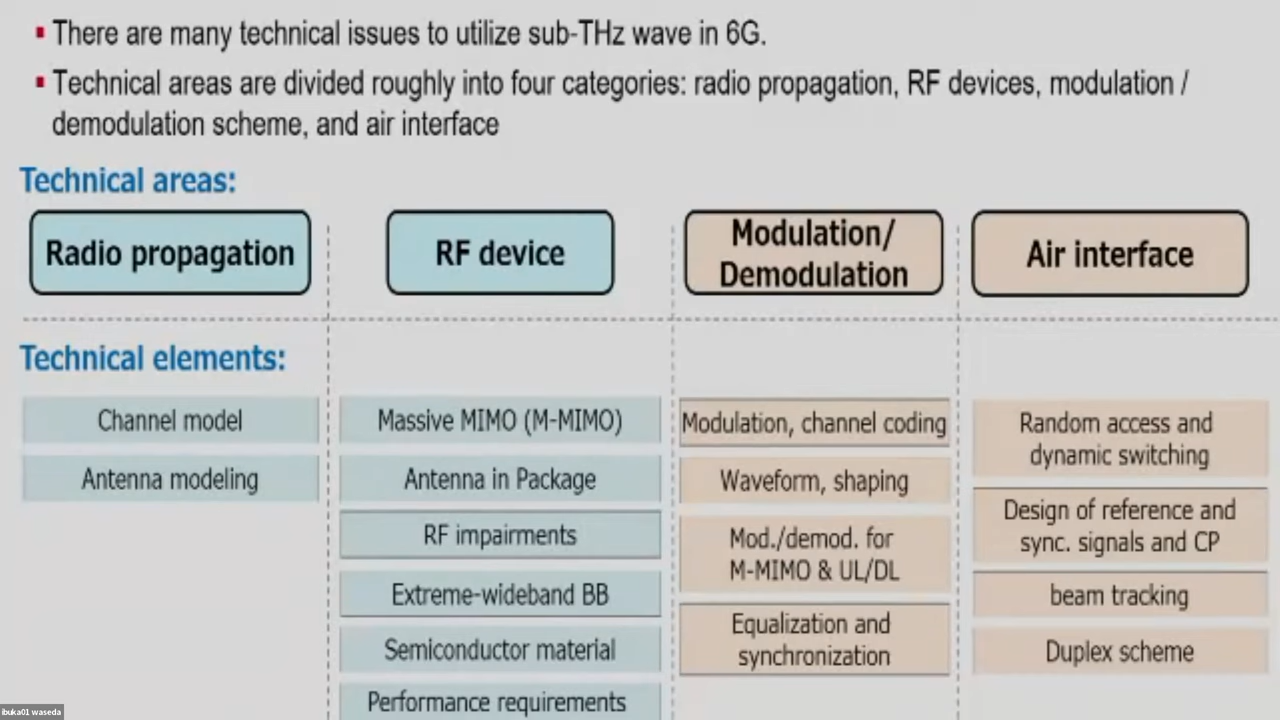 There are many technical issues to utilize sub-THz wave in 6G.
Technical areas are divided roughly into four categories: radio propagation, RF devices, modulation /
demodulation scheme, and air interface
Technical areas:
Radio propagation
RF device
Modulation/
Demodulation
Air interface
Technical elements:
Channel model
Antenna modeling
Massive MIMO (M-MIMO)
Antenna in Package
RF impairments
Extreme-wideband BB
Semiconductor material
Performance requirements
Modulation, channel coding
Waveform, shaping
Mod./demod. for
M-MIMO & UL/DL
Equalization and
synchronization
Random access and
dynamic switching
Design of reference and
sync. signals and CP
beam tracking
Duplex scheme
ibuka01 waseda